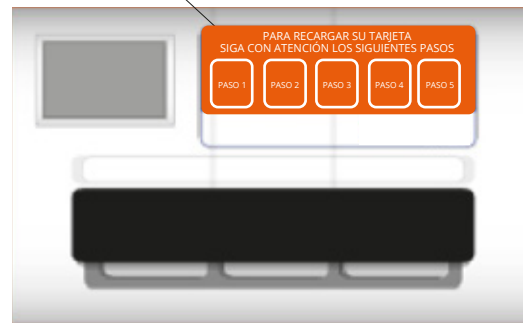 PARA RECARGAR SU TARJETA
SIGA CON ATENCIÓN LOS SIGUIENTES PASOS
PASO 1 PASO 2 PASO 3 PASO 4 PASO 5